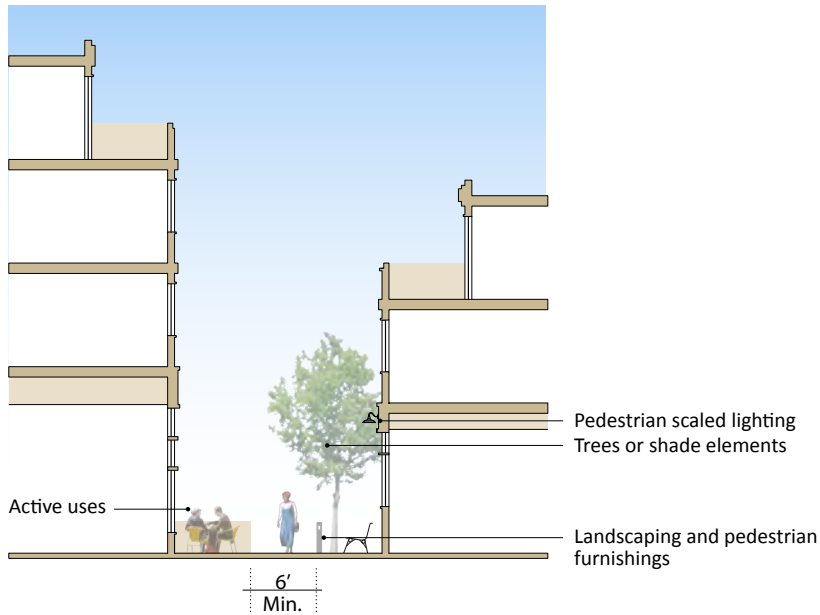 Pedestrian scaled lighting
Trees or shade elements
Active uses
Landscaping and pedestrian
furnishings
6’
Min.